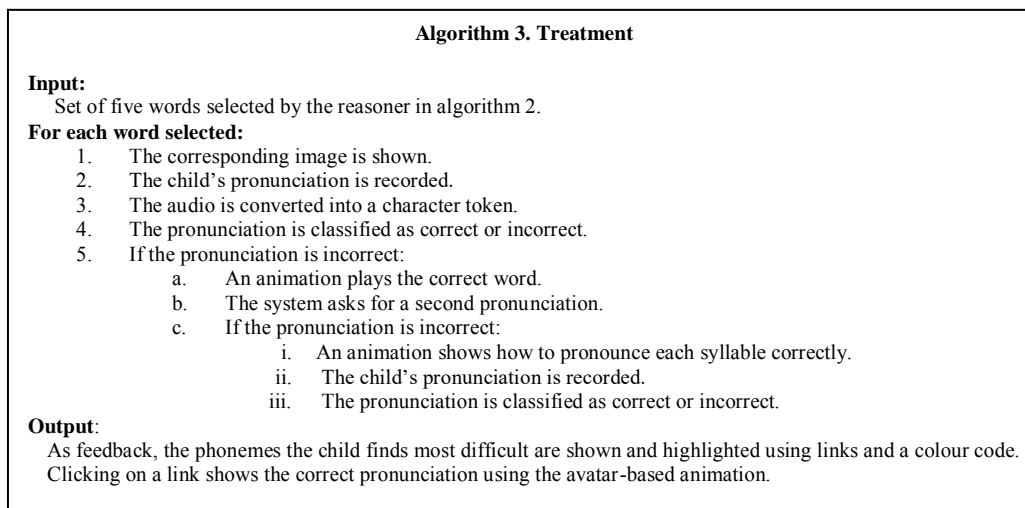 Algorithm 3. Treatment
Input:
Set of five words selected by the reasoner in algorithm 2.
For each word selected:
1. The corresponding image is shown.
2. The child’s pronunciation is recorded.
3. The audio is converted into a character token.
4. The pronunciation is classified as correct or incorrect.
5. If the pronunciation is incorrect:
a. An animation plays the correct word.
b. The system asks for a second pronunciation.
c. If the pronunciation is incorrect:
i. An animation shows how to pronounce each syllable correctly.
ii. The child’s pronunciation is recorded.
iii. The pronunciation is classified as correct or incorrect.
Output:
As feedback, the phonemes the child finds most difficult are shown and highlighted using links and a colour code.
Clicking on a link shows the correct pronunciation using the avatar-based animation.